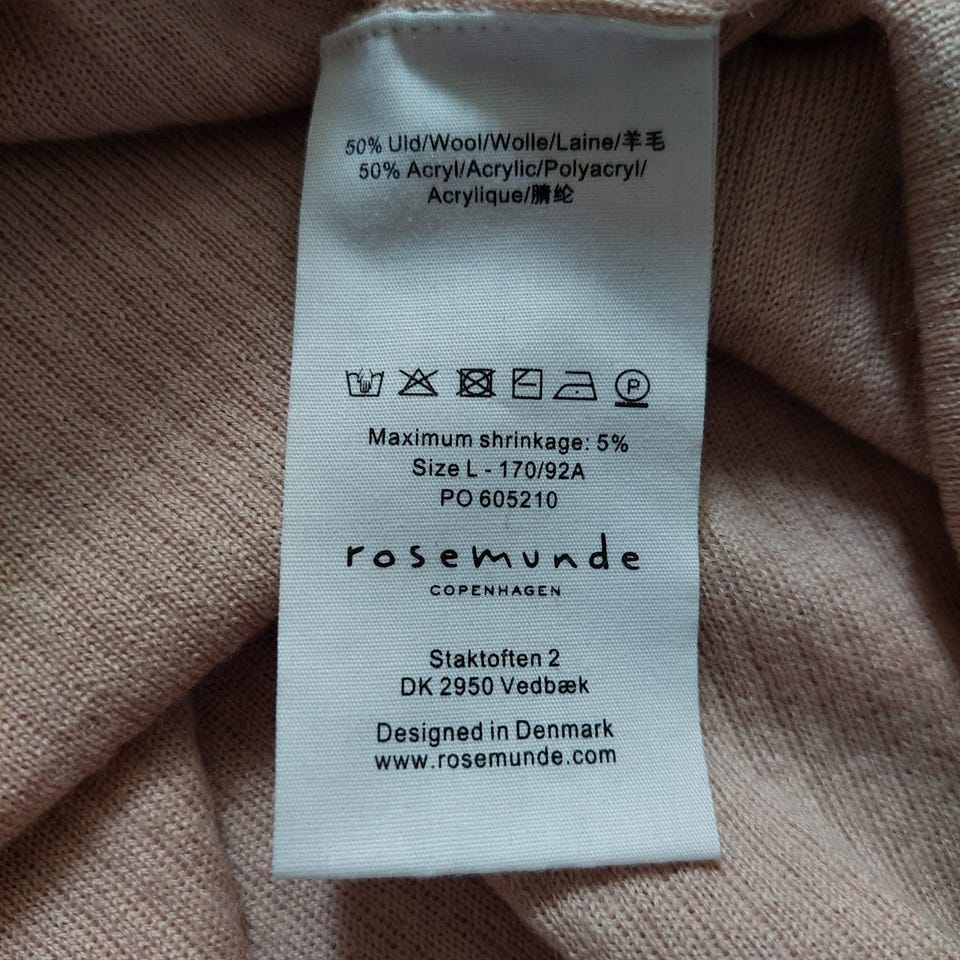 50% Uld/Wool/Wolle/Laine/羊毛
50% Acryl/Acrylic/Polyacryl/
Acrylique/腈纶
P
Maximum shrinkage: 5%
Size L - 170/92A
PO 605210
rosemunde
COPENHAGEN
Staktoften 2
DK 2950 Vedbæk
Designed in Denmark
www.rosemunde.com